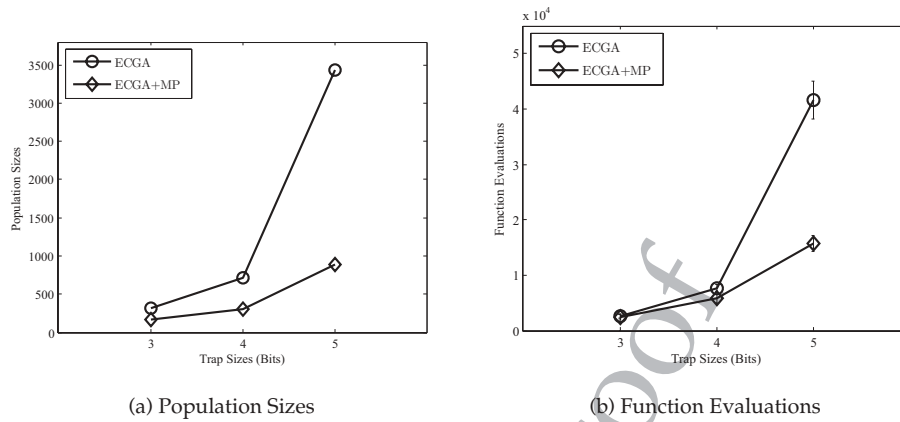 ECGA
ECGA+MP
3500
3000
2500
2000
1500
1000
500
0
Population Sizes
3 4 5
Trap Sizes (Bits)
(a) Population Sizes
x 10^4
ECGA
ECGA+MP
5
4
3
2
1
0
Function Evaluations
3 4 5
Trap Sizes (Bits)
(b) Function Evaluations